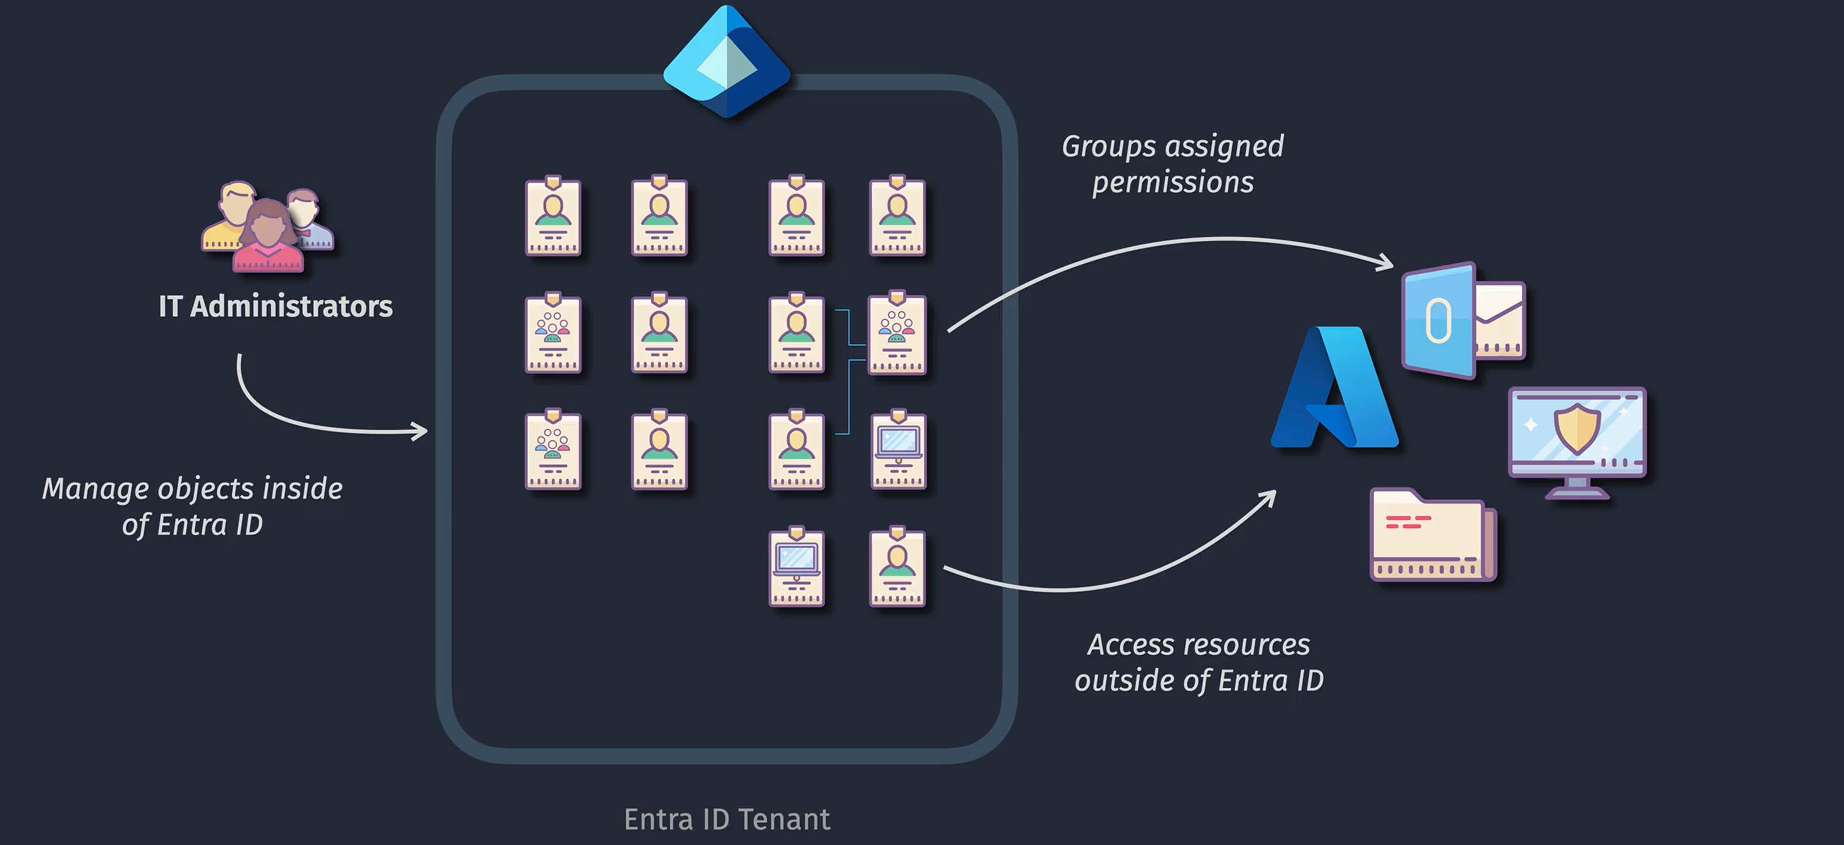 Groups assigned
permissions
IT Administrators
Manage objects inside
of Entra ID
Access resources
outside of Entra ID
Entra ID Tenant